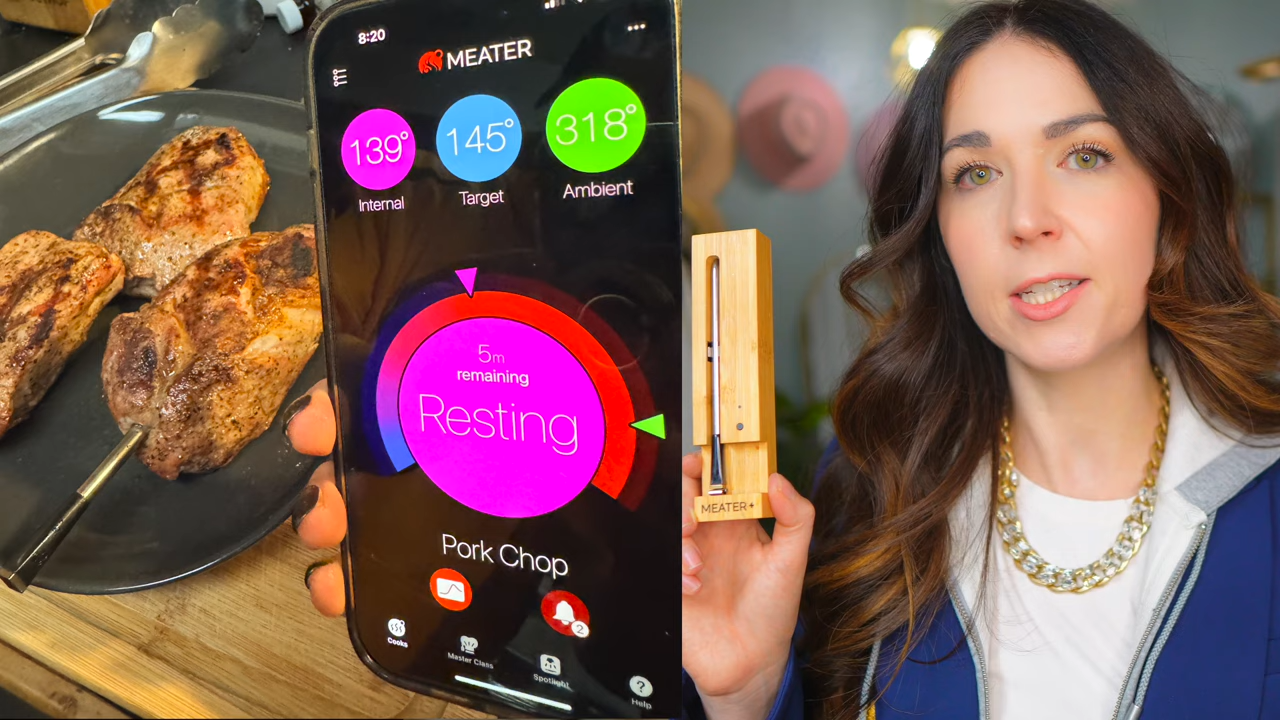 8:20
MEATER
139°
145°
318°
Internal
Target
Ambient
5m
remaining
Resting
Pork Chop
2
Cooks
Master Class
Spotlight
?
Help
MEATER+